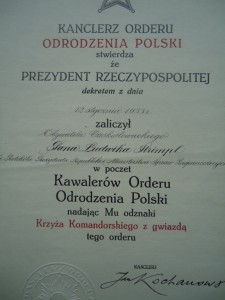 KANCLERZ ORDERU
ODRODZENIA POLSKI
stwierdza
że
PREZYDENT RZECZYPOSPOLITEJ
dekretem z dnia
zaliczył
Jana Ludwika
w poczet
Kawalerów Orderu
Odrodzenia Polski
nadając Mu odznaki
Krzyża Komandorskiego z gwiazdą
tego orderu
KANCLERZ